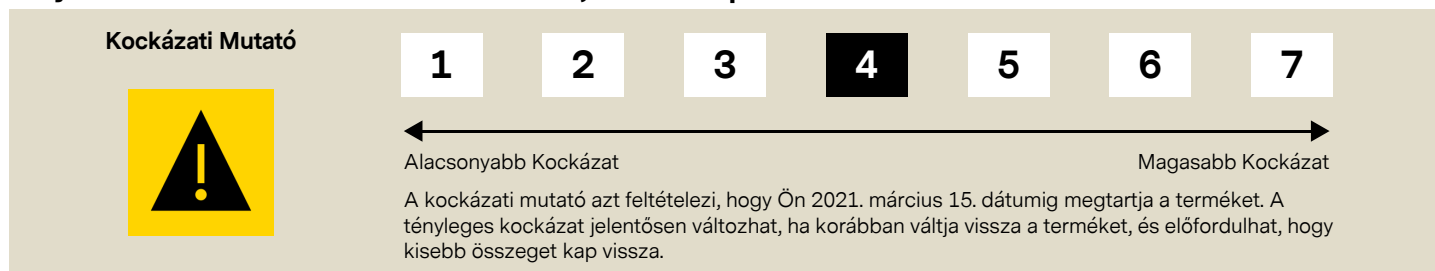 Kockázati Mutató
1 2 3 4 5 6 7
Alacsonyabb Kockázat Magasabb Kockázat
A kockázati mutató azt feltételezi, hogy Ön 2021. március 15. dátumig megtartja a terméket. A
tényleges kockázat jelentősen változhat, ha korábban váltja vissza a terméket, és előfordulhat, hogy
kisebb összeget kap vissza.